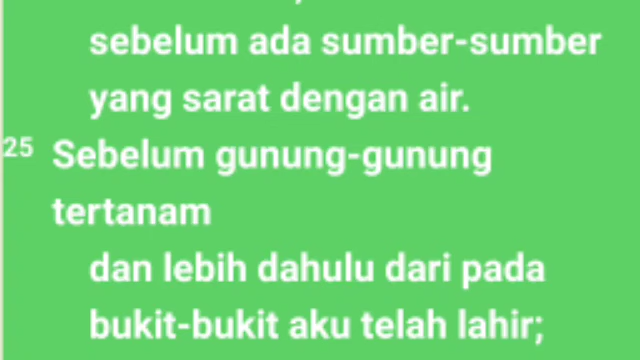 sebelum ada sumber-sumber
yang sarat dengan air.
25 Sebelum gunung-gunung
tertanam
dan lebih dahulu dari pada
bukit-bukit aku telah lahir;